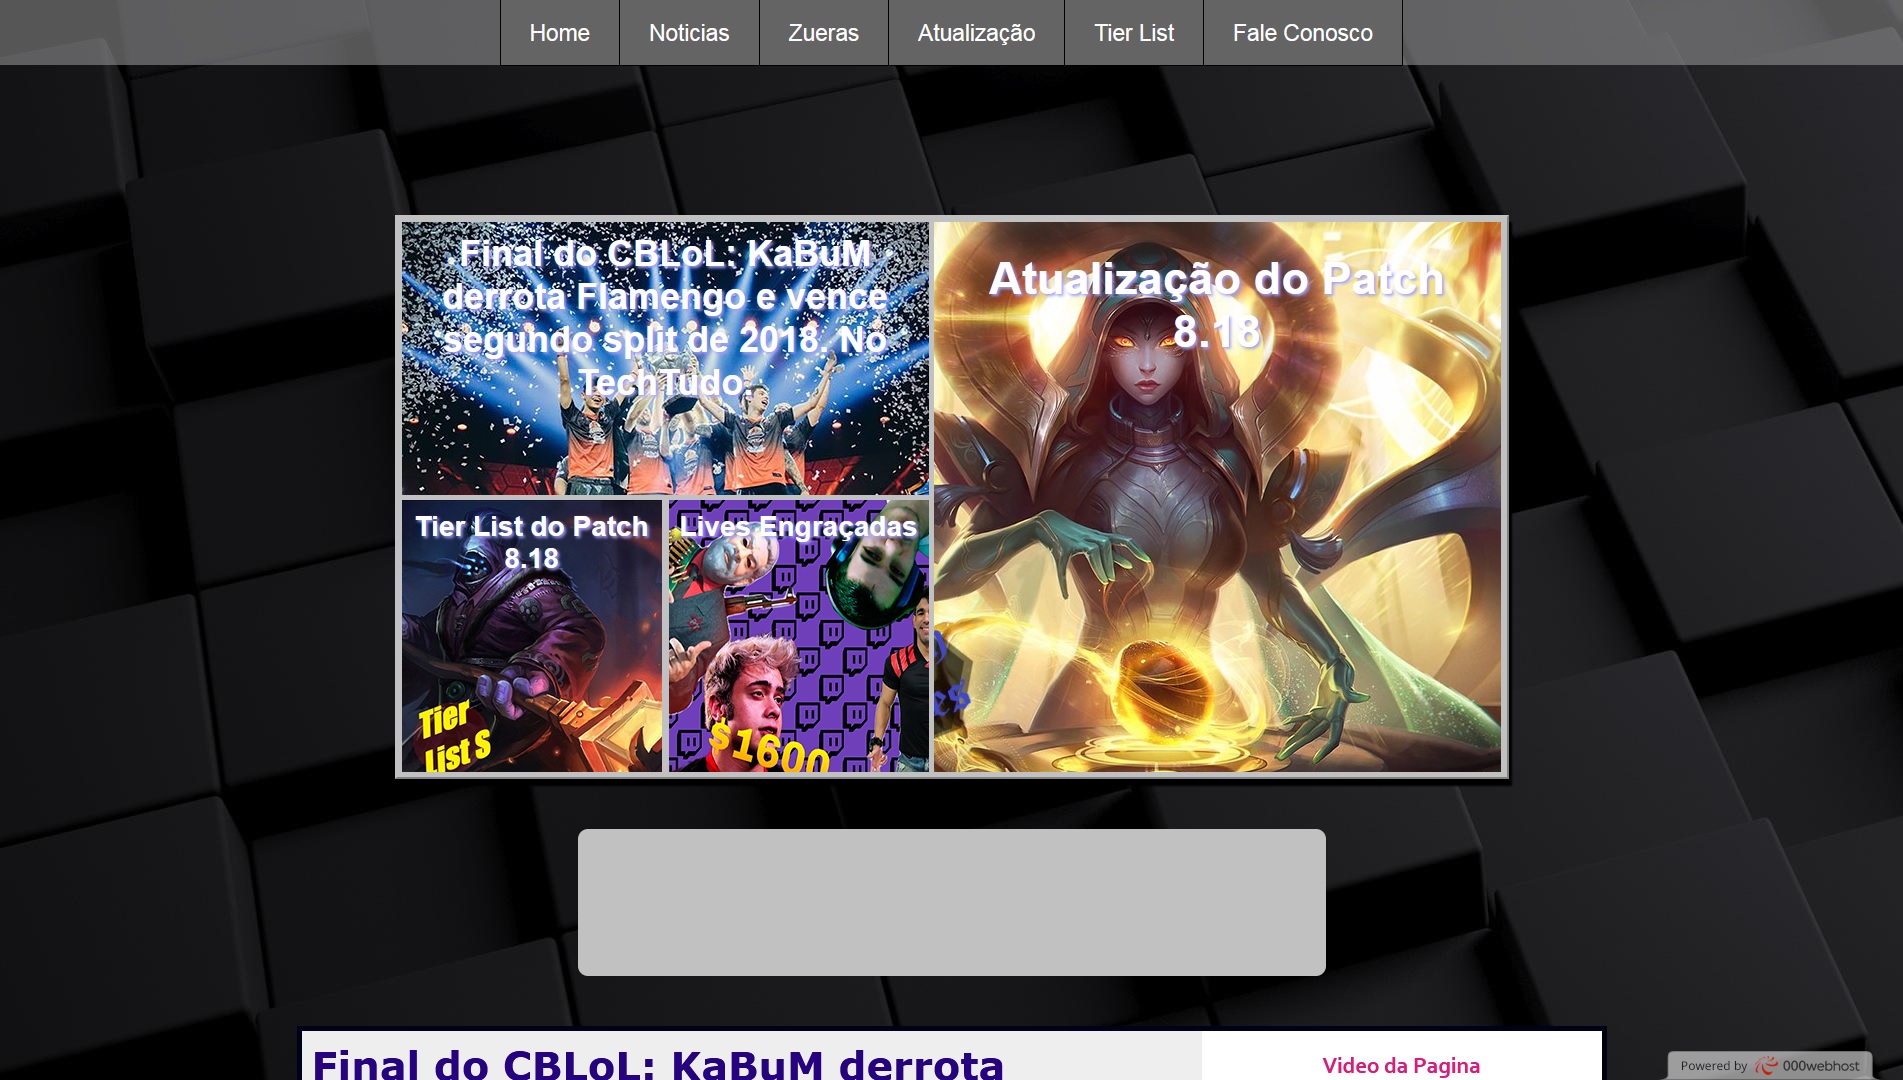 Home
Noticias
Zueras
Atualização
Tier List
Fale Conosco
Final do CBLoL: KaBuM
derrota Flamengo e vence
segundo split de 2018. No
TechTudo.
Atualização do Patch
8.18
Tier List do Patch
8.18
Lives Engraçadas
Tier
List S
$1600
Final do CBLoL: KaBuM derrota
Video da Pagina
Powered by 000webhost